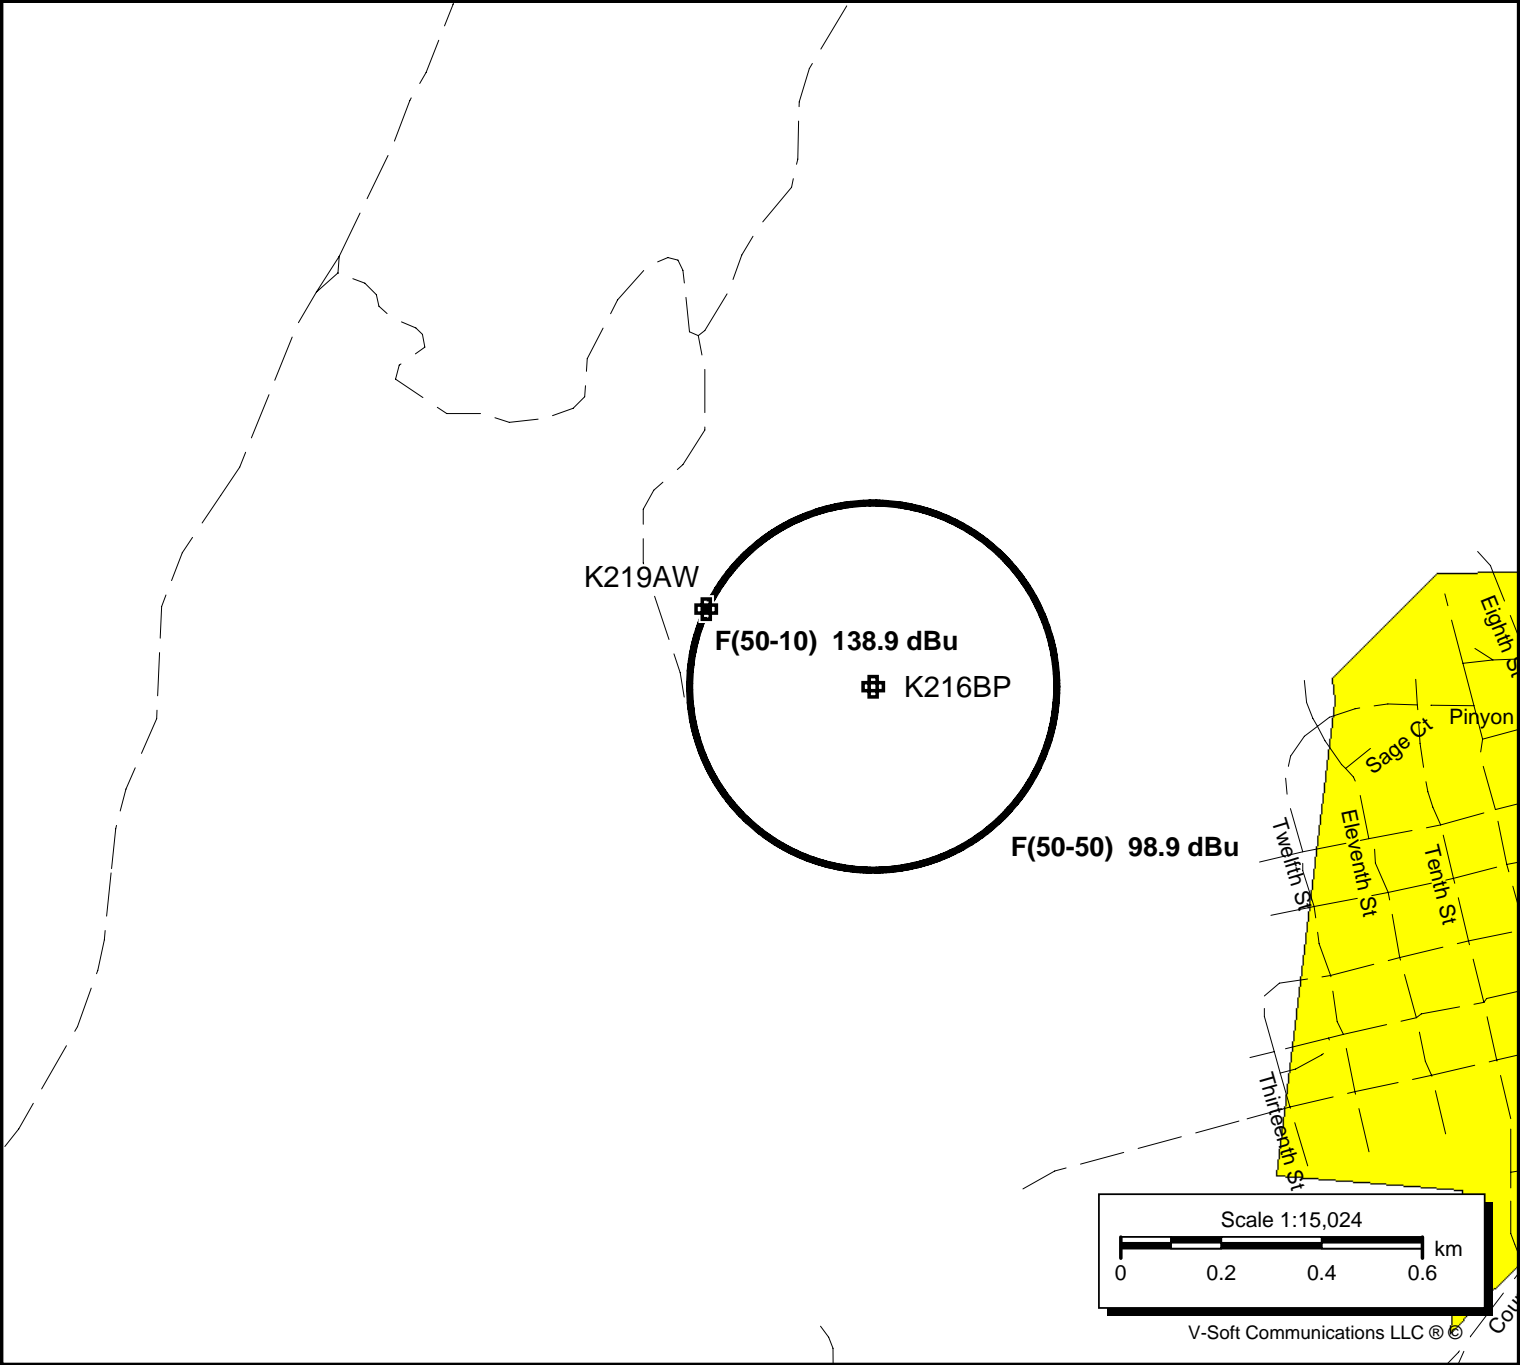 K219AW
F(50-10)  138.9 dBu
K216BP
F(50-50)  98.9 dBu
Eighth St
Pinyon
Sage Ct
Twelfth St
Eleventh St
Tenth St
Thirteenth St
Scale 1:15,024
km
0 0.2 0.4 0.6
Cou
V-Soft Communications LLC ® ©